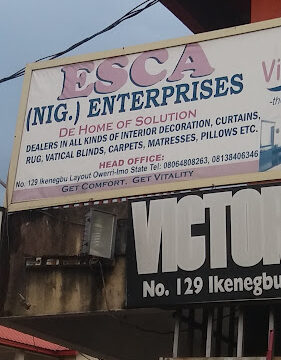 ESCA
(NIG.) ENTERPRISES
DE HOME OF SOLUTION
DEALERS IN ALL KINDS OF INTERIOR DECORATION, CURTAINS,
RUG, VATICAL BLINDS, CARPETS, MATRESSES, PILLOWS ETC.
HEAD OFFICE:
No. 129 Ikenegbu Layout Owerri-Imo State Tel: 08064808263, 08138406346
GET COMFORT, GET VITALITY
No. 129 Ikenegbu